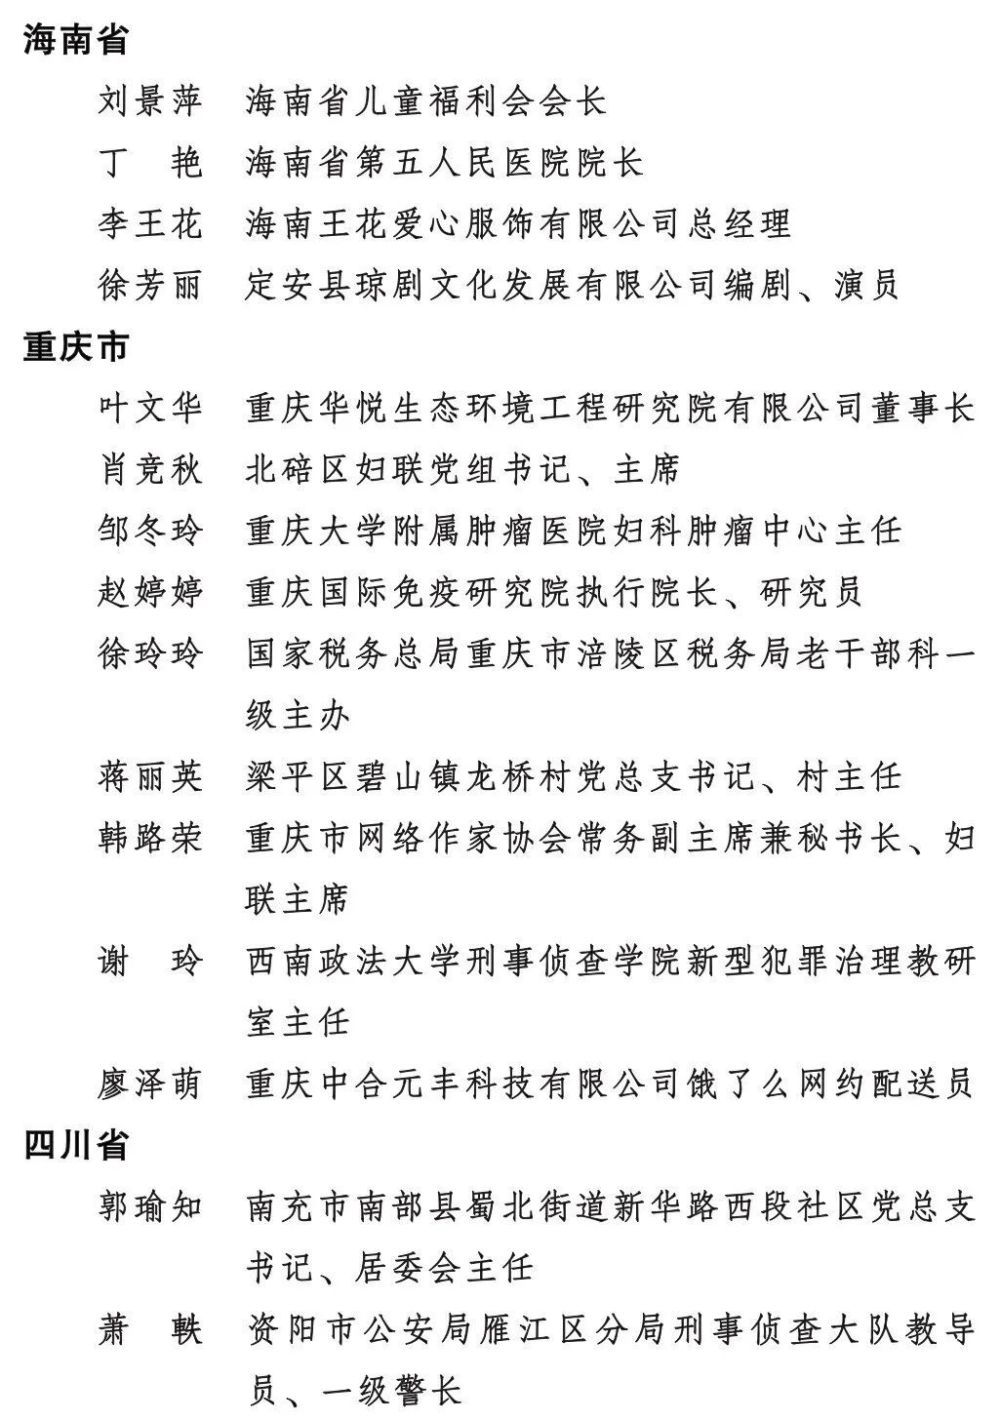 海南省
刘景萍 海南省儿童福利会会长
丁 艳 海南省第五人民医院院长
李王花 海南王花爱心服饰有限公司总经理
徐芳丽 定安县琼剧文化发展有限公司编剧、演员
重庆市
叶文华 重庆华悦生态环境工程研究院有限公司董事长
肖竞秋 北碚区妇联党组书记、主席
邹冬玲 重庆大学附属肿瘤医院妇科肿瘤中心主任
赵婷婷 重庆国际免疫研究院执行院长、研究员
徐玲玲 国家税务总局重庆市涪陵区税务局老干部科一
级主办
蒋丽英 梁平区碧山镇龙桥村党总支书记、村主任
韩路荣 重庆市网络作家协会常务副主席兼秘书长、妇
联主席
谢 玲 西南政法大学刑事侦查学院新型犯罪治理教研
室主任
廖泽萌 重庆中合元丰科技有限公司饿了么网约配送员
四川省
郭瑜知 南充市南部县蜀北街道新华路西段社区党总支
书记、居委会主任
萧 轶 资阳市公安局雁江区分局刑事侦查大队教导
员、一级警长